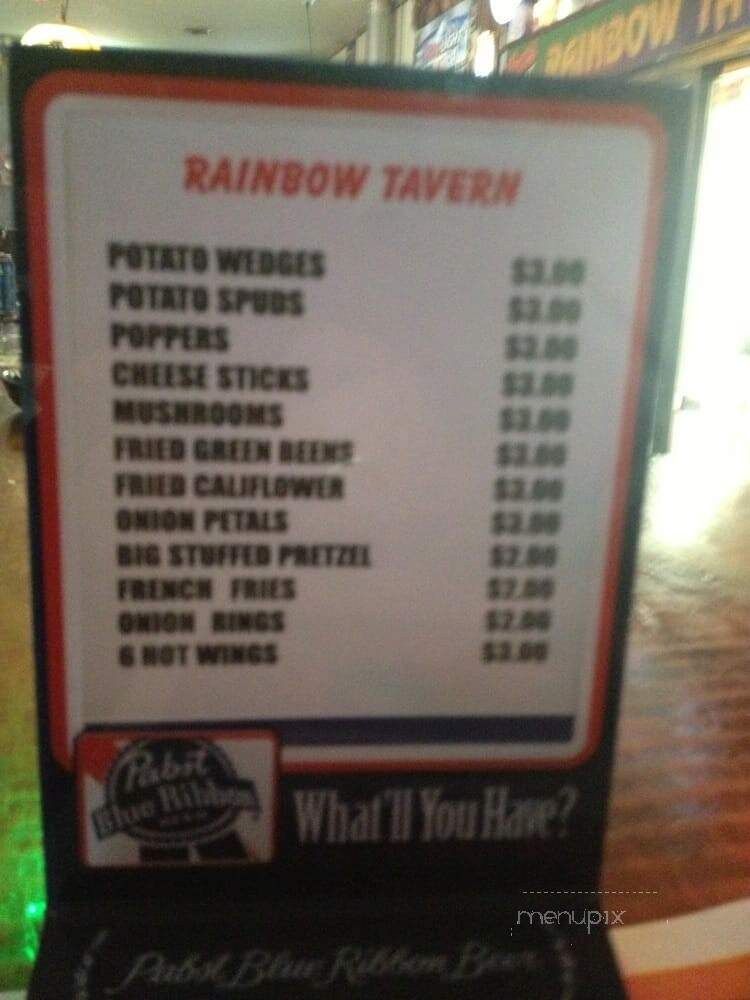 RAINBOW TA
RAINBOW TAVERN
POTATO WEDGES $3.00
POTATO SPUDS $3.00
POPPERS $3.00
CHEESE STICKS $3.00
MUSHROOMS $3.00
FRIED GREEN BEENS $3.00
FRIED CALIFLOWER $3.00
ONION PETALS $3.00
BIG STUFFED PRETZEL $2.00
FRENCH FRIES $2.00
ONION RINGS $2.00
6 HOT WINGS $3.00
Pabst
Blue Ribbon
What'll You Have?
menupix
Pabst Blue Ribbon Beer